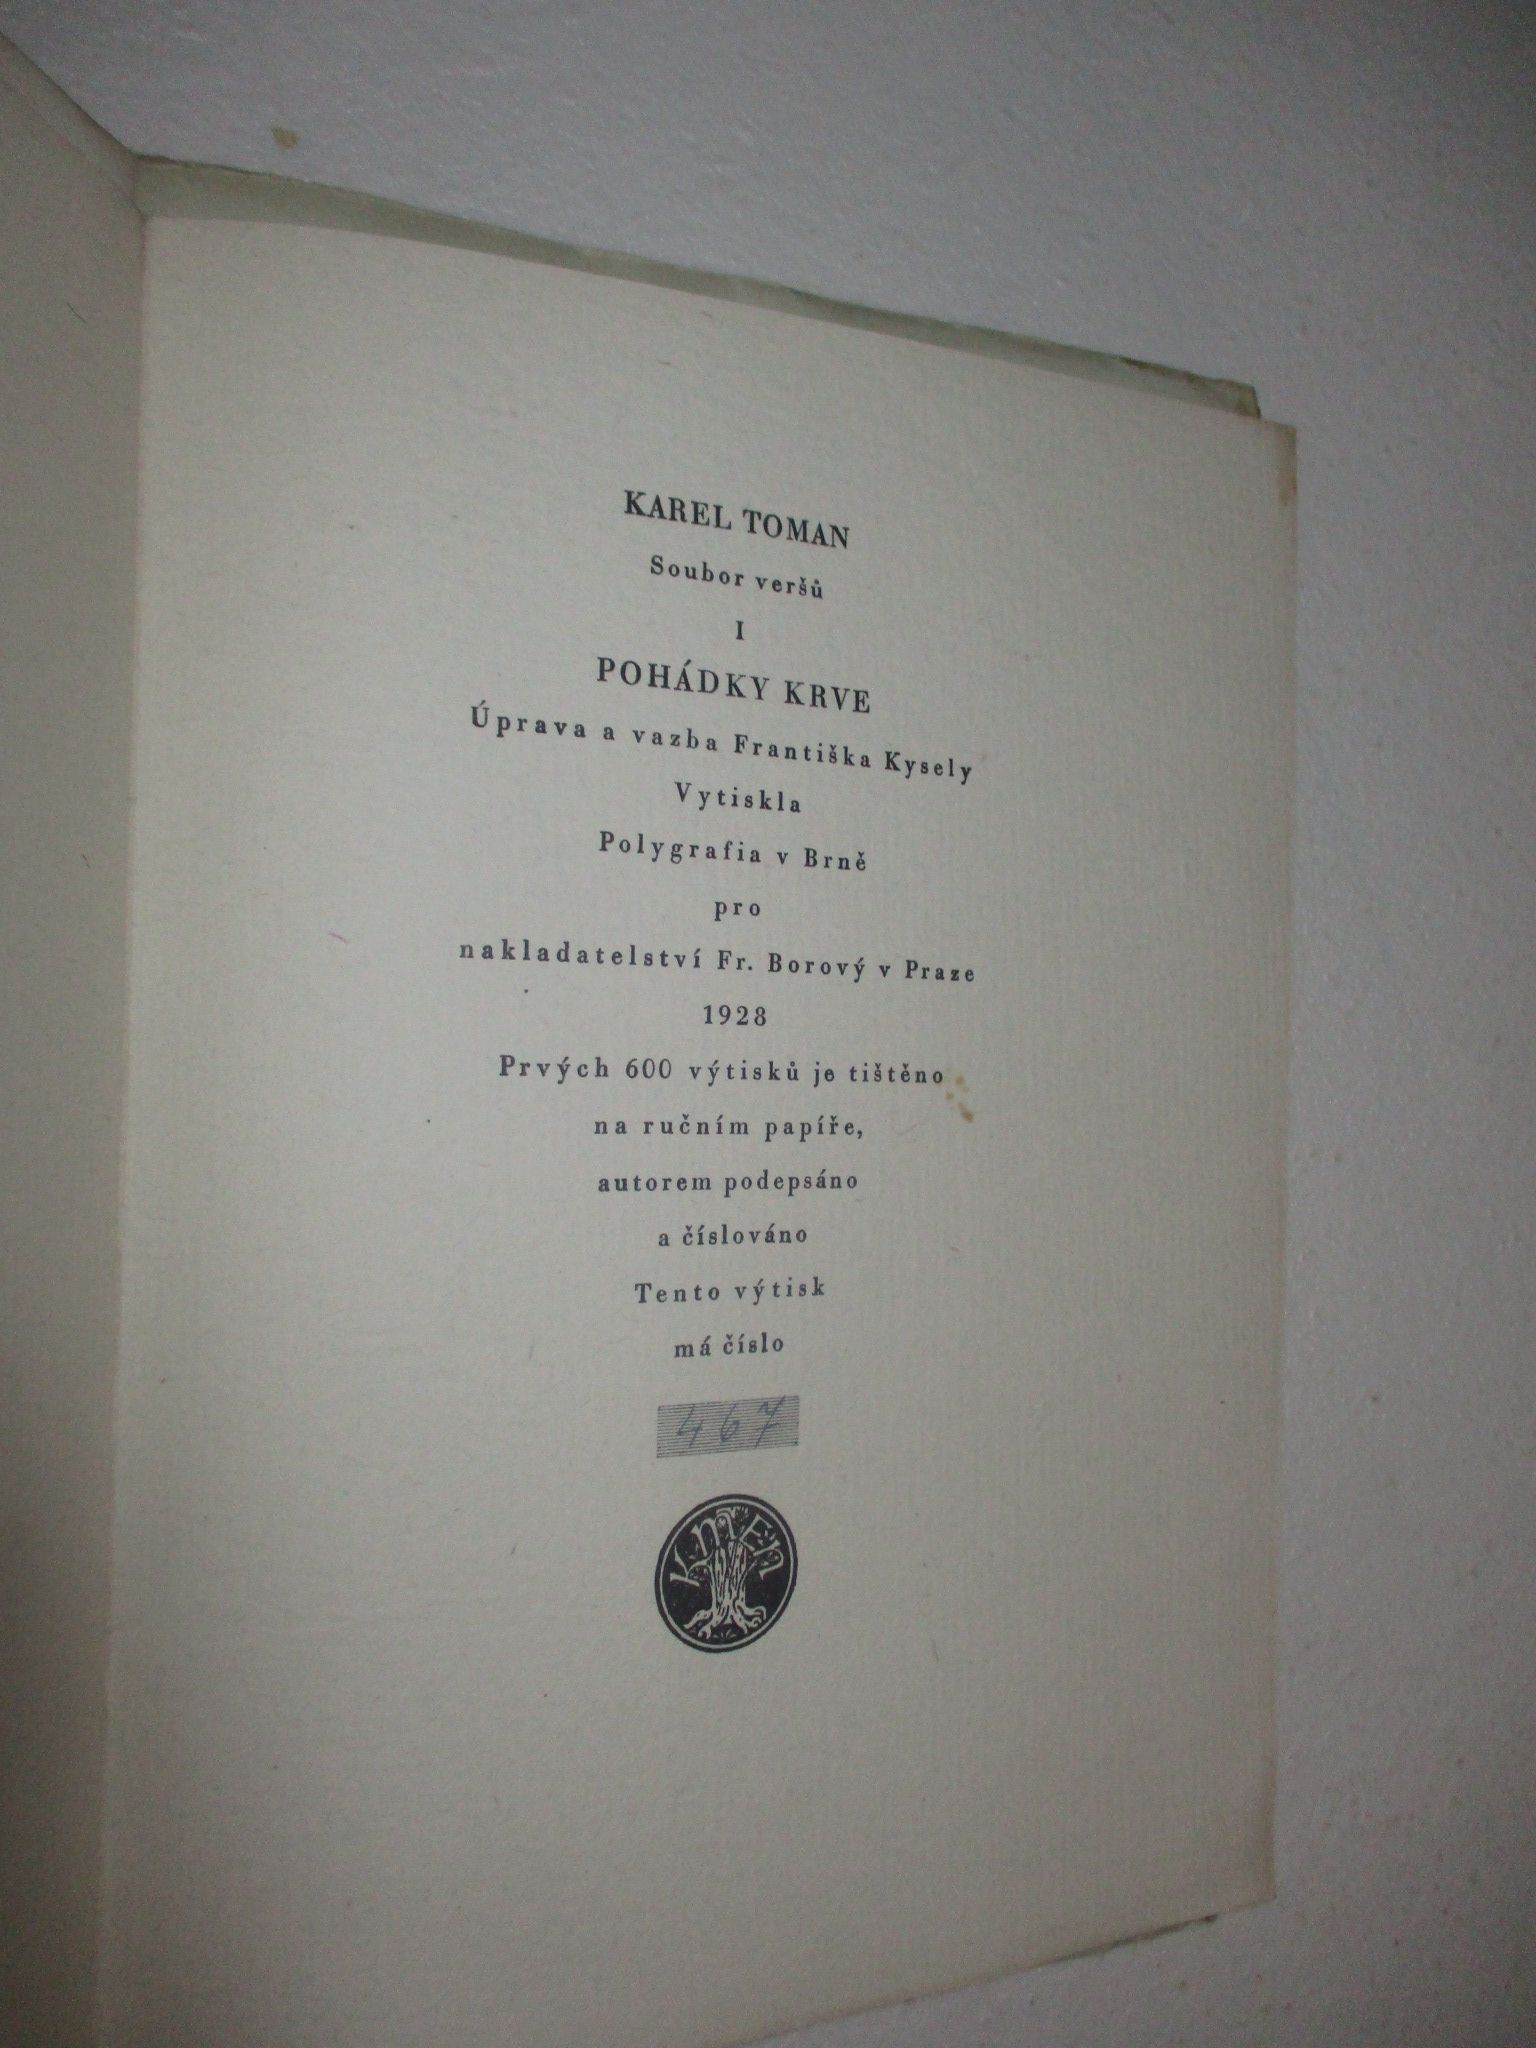 KAREL TOMAN
Soubor veršů
I
POHÁDKY KRVE
Úprava a vazba Františka Kysely
Vytiskla
Polygrafia v Brně
pro
nakladatelství Fr. Borový v Praze
1928
Prvých 600 výtisků je tištěno
na ručním papíře,
autorem podepsáno
a číslováno
Tento výtisk
má číslo
467
KMEN